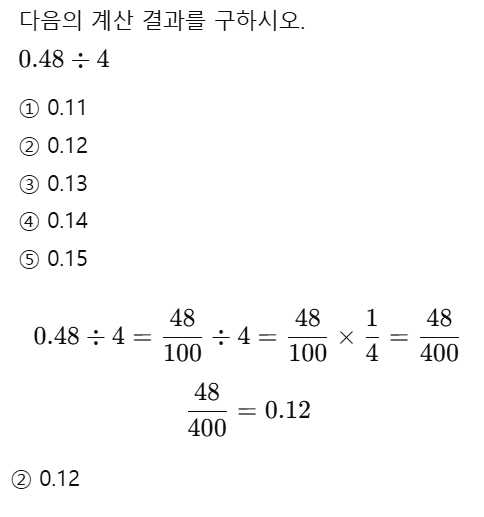 다음의 계산 결과를 구하시오.
0.48 ÷ 4
① 0.11
② 0.12
③ 0.13
④ 0.14
⑤ 0.15
0.48 ÷ 4 = 48/100 ÷ 4 = 48/100 × 1/4 = 48/400
48/400 = 0.12
② 0.12